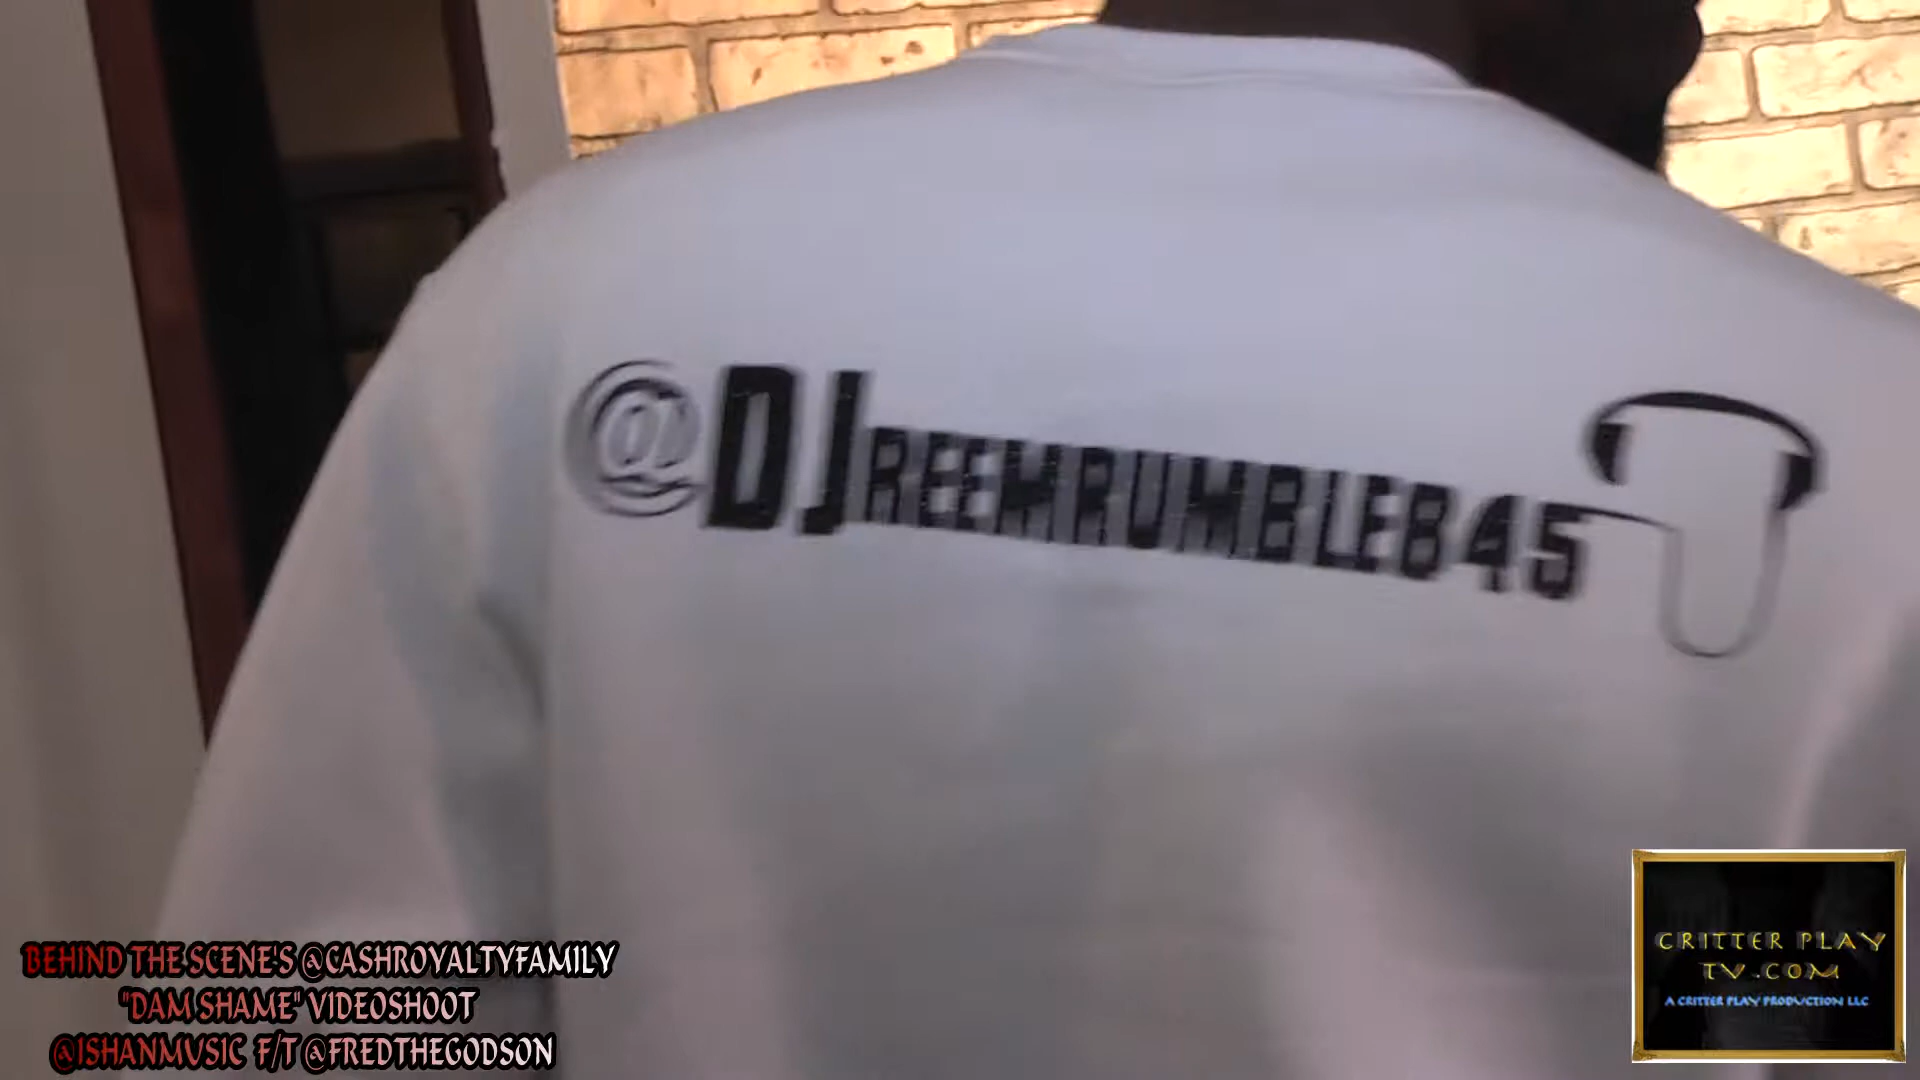 @DJREEMRUMBLE845
BEHIND THE SCENE'S @CASHROYALTYFAMILY
"DAM SHAME" VIDEOSHOOT
@ISHANMUSIC F/T @FREDTHEGODSON
CRITTER PLAY
TV.COM
A CRITTER PLAY PRODUCTION LLC